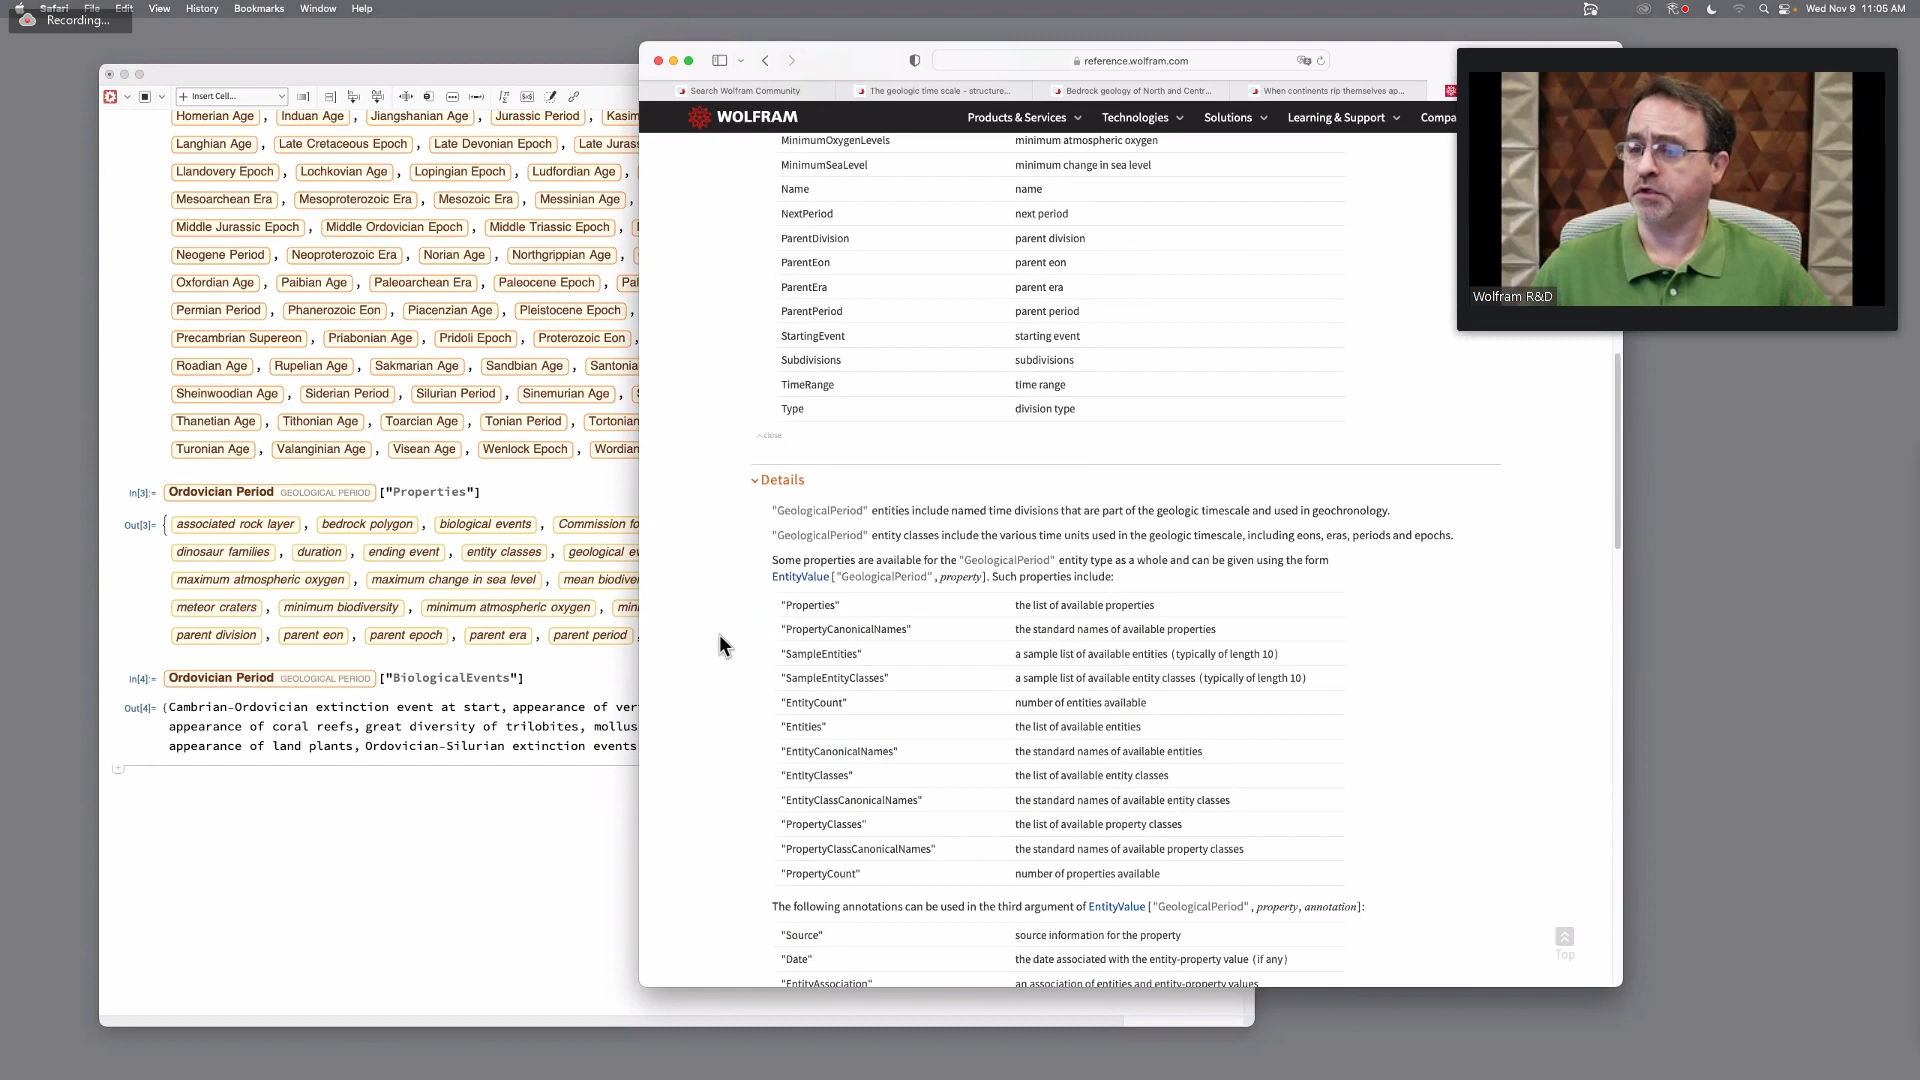 Safari File Edit View History Bookmarks Window Help
Wed Nov 9 11:05 AM
Recording...
Insert Cell...
Homerian Age , Induan Age , Jiangshanian Age , Jurassic Period ,
Langhian Age , Late Cretaceous Epoch , Late Devonian Epoch ,
Llandovery Epoch , Lochkovian Age , Lopingian Epoch , Ludfordian Age ,
Mesoarchean Era , Mesoproterozoic Era , Mesozoic Era , Messinian Age ,
Middle Jurassic Epoch , Middle Ordovician Epoch , Middle Triassic Epoch ,
Neogene Period , Neoproterozoic Era , Norian Age , Northgrippian Age ,
Oxfordian Age , Paibian Age , Paleoarchean Era , Paleocene Epoch ,
Permian Period , Phanerozoic Eon , Piacenzian Age , Pleistocene Epoch ,
Precambrian Supereon , Priabonian Age , Pridoli Epoch , Proterozoic Eon ,
Roadian Age , Rupelian Age , Sakmarian Age , Sandbian Age , Santonia
Sheinwoodian Age , Siderian Period , Silurian Period , Sinemurian Age ,
Thanetian Age , Tithonian Age , Toarcian Age , Tonian Period , Tortonian
Turonian Age , Valanginian Age , Visean Age , Wenlock Epoch , Wordian
In[3]:= Ordovician Period GEOLOGICAL PERIOD ["Properties"]
Out[3]= { associated rock layer , bedrock polygon , biological events , Commission fo
dinosaur families , duration , ending event , entity classes , geological ev
maximum atmospheric oxygen , maximum change in sea level , mean biodiver
meteor craters , minimum biodiversity , minimum atmospheric oxygen , mini
parent division , parent eon , parent epoch , parent era , parent period ,
In[4]:= Ordovician Period GEOLOGICAL PERIOD ["BiologicalEvents"]
Out[4]= {Cambrian–Ordovician extinction event at start, appearance of ver
appearance of coral reefs, great diversity of trilobites, mollus
appearance of land plants, Ordovician–Silurian extinction events
reference.wolfram.com
Search Wolfram Community
The geologic time scale – structure...
Bedrock geology of North and Centr...
When continents rip themselves ap...
WOLFRAM
Products & Services Technologies Solutions Learning & Support Compa
MinimumOxygenLevels minimum atmospheric oxygen
MinimumSeaLevel minimum change in sea level
Name name
NextPeriod next period
ParentDivision parent division
ParentEon parent eon
ParentEra parent era
ParentPeriod parent period
StartingEvent starting event
Subdivisions subdivisions
TimeRange time range
Type division type
close
Details
"GeologicalPeriod" entities include named time divisions that are part of the geologic timescale and used in geochronology.
"GeologicalPeriod" entity classes include the various time units used in the geologic timescale, including eons, eras, periods and epochs.
Some properties are available for the "GeologicalPeriod" entity type as a whole and can be given using the form
EntityValue["GeologicalPeriod", property]. Such properties include:
"Properties" the list of available properties
"PropertyCanonicalNames" the standard names of available properties
"SampleEntities" a sample list of available entities (typically of length 10)
"SampleEntityClasses" a sample list of available entity classes (typically of length 10)
"EntityCount" number of entities available
"Entities" the list of available entities
"EntityCanonicalNames" the standard names of available entities
"EntityClasses" the list of available entity classes
"EntityClassCanonicalNames" the standard names of available entity classes
"PropertyClasses" the list of available property classes
"PropertyClassCanonicalNames" the standard names of available property classes
"PropertyCount" number of properties available
The following annotations can be used in the third argument of EntityValue["GeologicalPeriod", property, annotation]:
"Source" source information for the property
"Date" the date associated with the entity-property value (if any)
"EntityAssociation" an association of entities and entity-property values
Top
Wolfram R&D